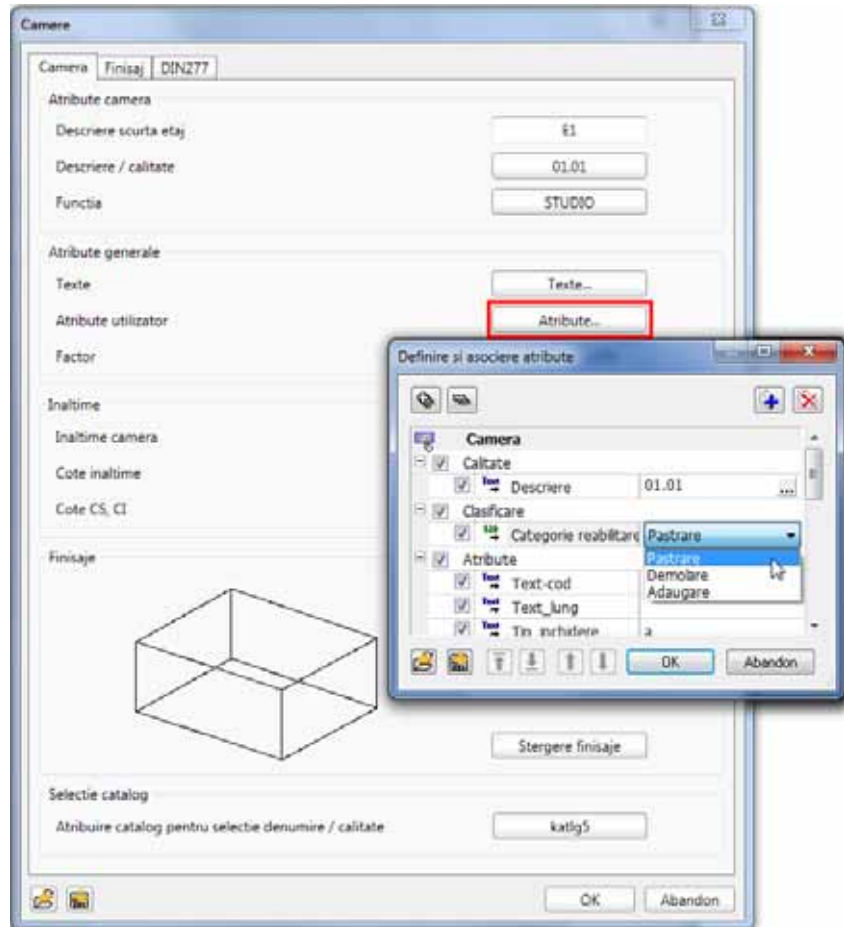 Camere
Camera Finisaj DIN277
Atribute camera
Descriere scurta etaj E1
Descriere / calitate 01.01
Functia STUDIO
Atribute generale
Texte Texte...
Atribute utilizator Atribute...
Factor
Definire si asociere atribute
Inaltime
Inaltime camera
Cote inaltime
Cote CS, CI
Camera
Calitate
Descriere 01.01 ...
Clasificare
Categorie reabilitare Pastrare
Pastrare
Demolare
Adaugare
Atribute
Text-cod
Text_lung
Tip inchidere a
OK Abandon
Finisaje
Stergere finisaje
Selectie catalog
Atribuire catalog pentru selectie denumire / calitate katlg5
OK Abandon